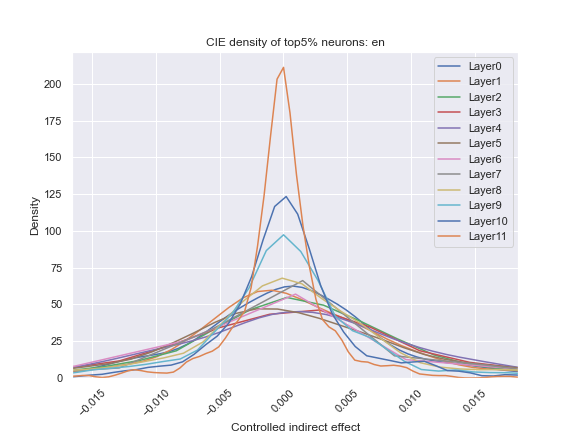 CIE density of top5% neurons: en
Density
200
175
150
125
100
75
50
25
0
Layer0
Layer1
Layer2
Layer3
Layer4
Layer5
Layer6
Layer7
Layer8
Layer9
Layer10
Layer11
-0.015
-0.010
-0.005
0.000
0.005
0.010
0.015
Controlled indirect effect